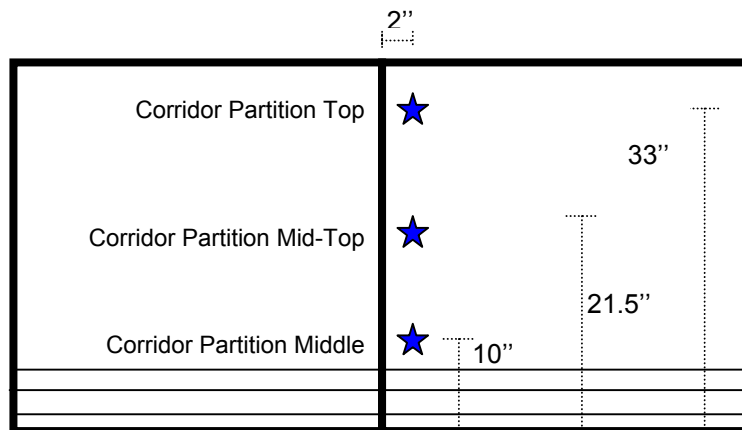 2’’
Corridor Partition Top
33’’
Corridor Partition Mid-Top
21.5’’
Corridor Partition Middle
10’’